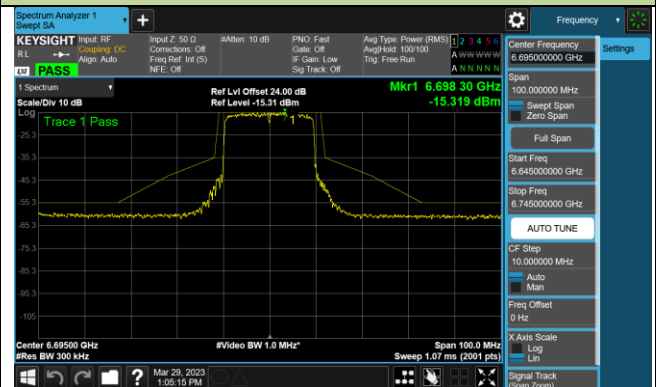 Spectrum Analyzer 1
Swept SA
+
Frequency
KEYSIGHT
Input: RF
RL
Coupling: DC
Align: Auto
LXI
PASS
Input Z: 50 Ω
Corrections: Off
Freq Ref: Int (S)
NFE: Off
#Atten: 10 dB
PNO: Fast
Gate: Off
IF Gain: Low
Sig Track: Off
Avg Type: Power (RMS)
Avg|Hold: 100/100
Trig: Free Run
1 2 3 4 5 6
A W W W W W
A N N N N N
1 Spectrum
Scale/Div 10 dB
Ref Lvl Offset 24.00 dB
Ref Level -15.31 dBm
Mkr1 6.698 30 GHz
-15.319 dBm
Log
Trace 1 Pass
1
-25.3
-35.3
-45.3
-55.3
-65.3
-75.3
-85.3
-95.3
-105
Center 6.69500 GHz
#Res BW 300 kHz
#Video BW 1.0 MHz*
Span 100.0 MHz
Sweep 1.07 ms (2001 pts)
?
Mar 29, 2023
1:05:15 PM
Center Frequency
6.695000000 GHz
Settings
Span
100.000000 MHz
Swept Span
Zero Span
Full Span
Start Freq
6.645000000 GHz
Stop Freq
6.745000000 GHz
AUTO TUNE
CF Step
10.000000 MHz
Auto
Man
Freq Offset
0 Hz
X Axis Scale
Log
Lin
Signal Track
(Span Zoom)